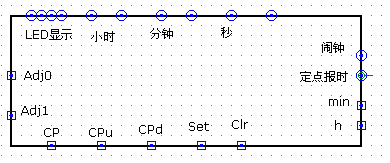 LED显示 小时 分钟 秒
闹钟
Adj0 定点报时
min
Adj1
h
CP CPu CPd Set Clr